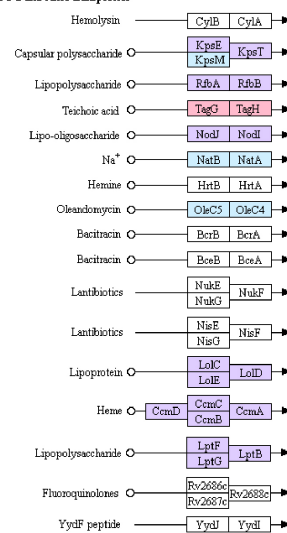 Hemolysin CylB CylA
Capsular polysaccharide KpsE KpsM KpsT
Lipopolysaccharide RfbA RfbB
Teichoic acid TagG TagH
Lipo-oligosaccharide NodJ NodI
Na+ NatB NatA
Hemine HrtB HrtA
Oleandomycin OleC5 OleC4
Bacitracin BcrB BcrA
Bacitracin BceB BceA
Lantibiotics NukE NukG NukF
Lantibiotics NisE NisG NisF
Lipoprotein LolC LolE LolD
Heme CcmD CcmC CcmB CcmA
Lipopolysaccharide LptF LptG LptB
Fluoroquinolones Rv2686c Rv2687c Rv2688c
YydF peptide YydJ YydI